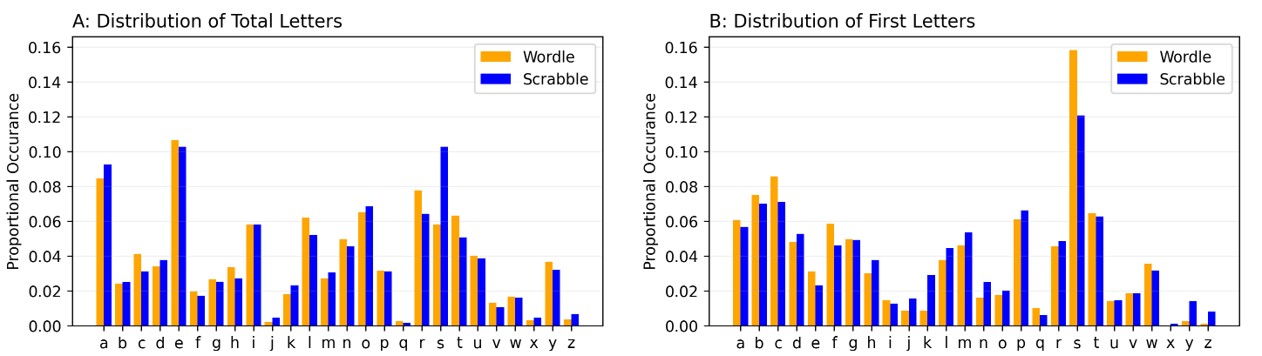 A: Distribution of Total Letters
Proportional Occurance
0.16
0.14
0.12
0.10
0.08
0.06
0.04
0.02
0.00
Wordle
Scrabble
a b c d e f g h i j k l m n o p q r s t u v w x y z
B: Distribution of First Letters
Proportional Occurance
0.16
0.14
0.12
0.10
0.08
0.06
0.04
0.02
0.00
Wordle
Scrabble
a b c d e f g h i j k l m n o p q r s t u v w x y z